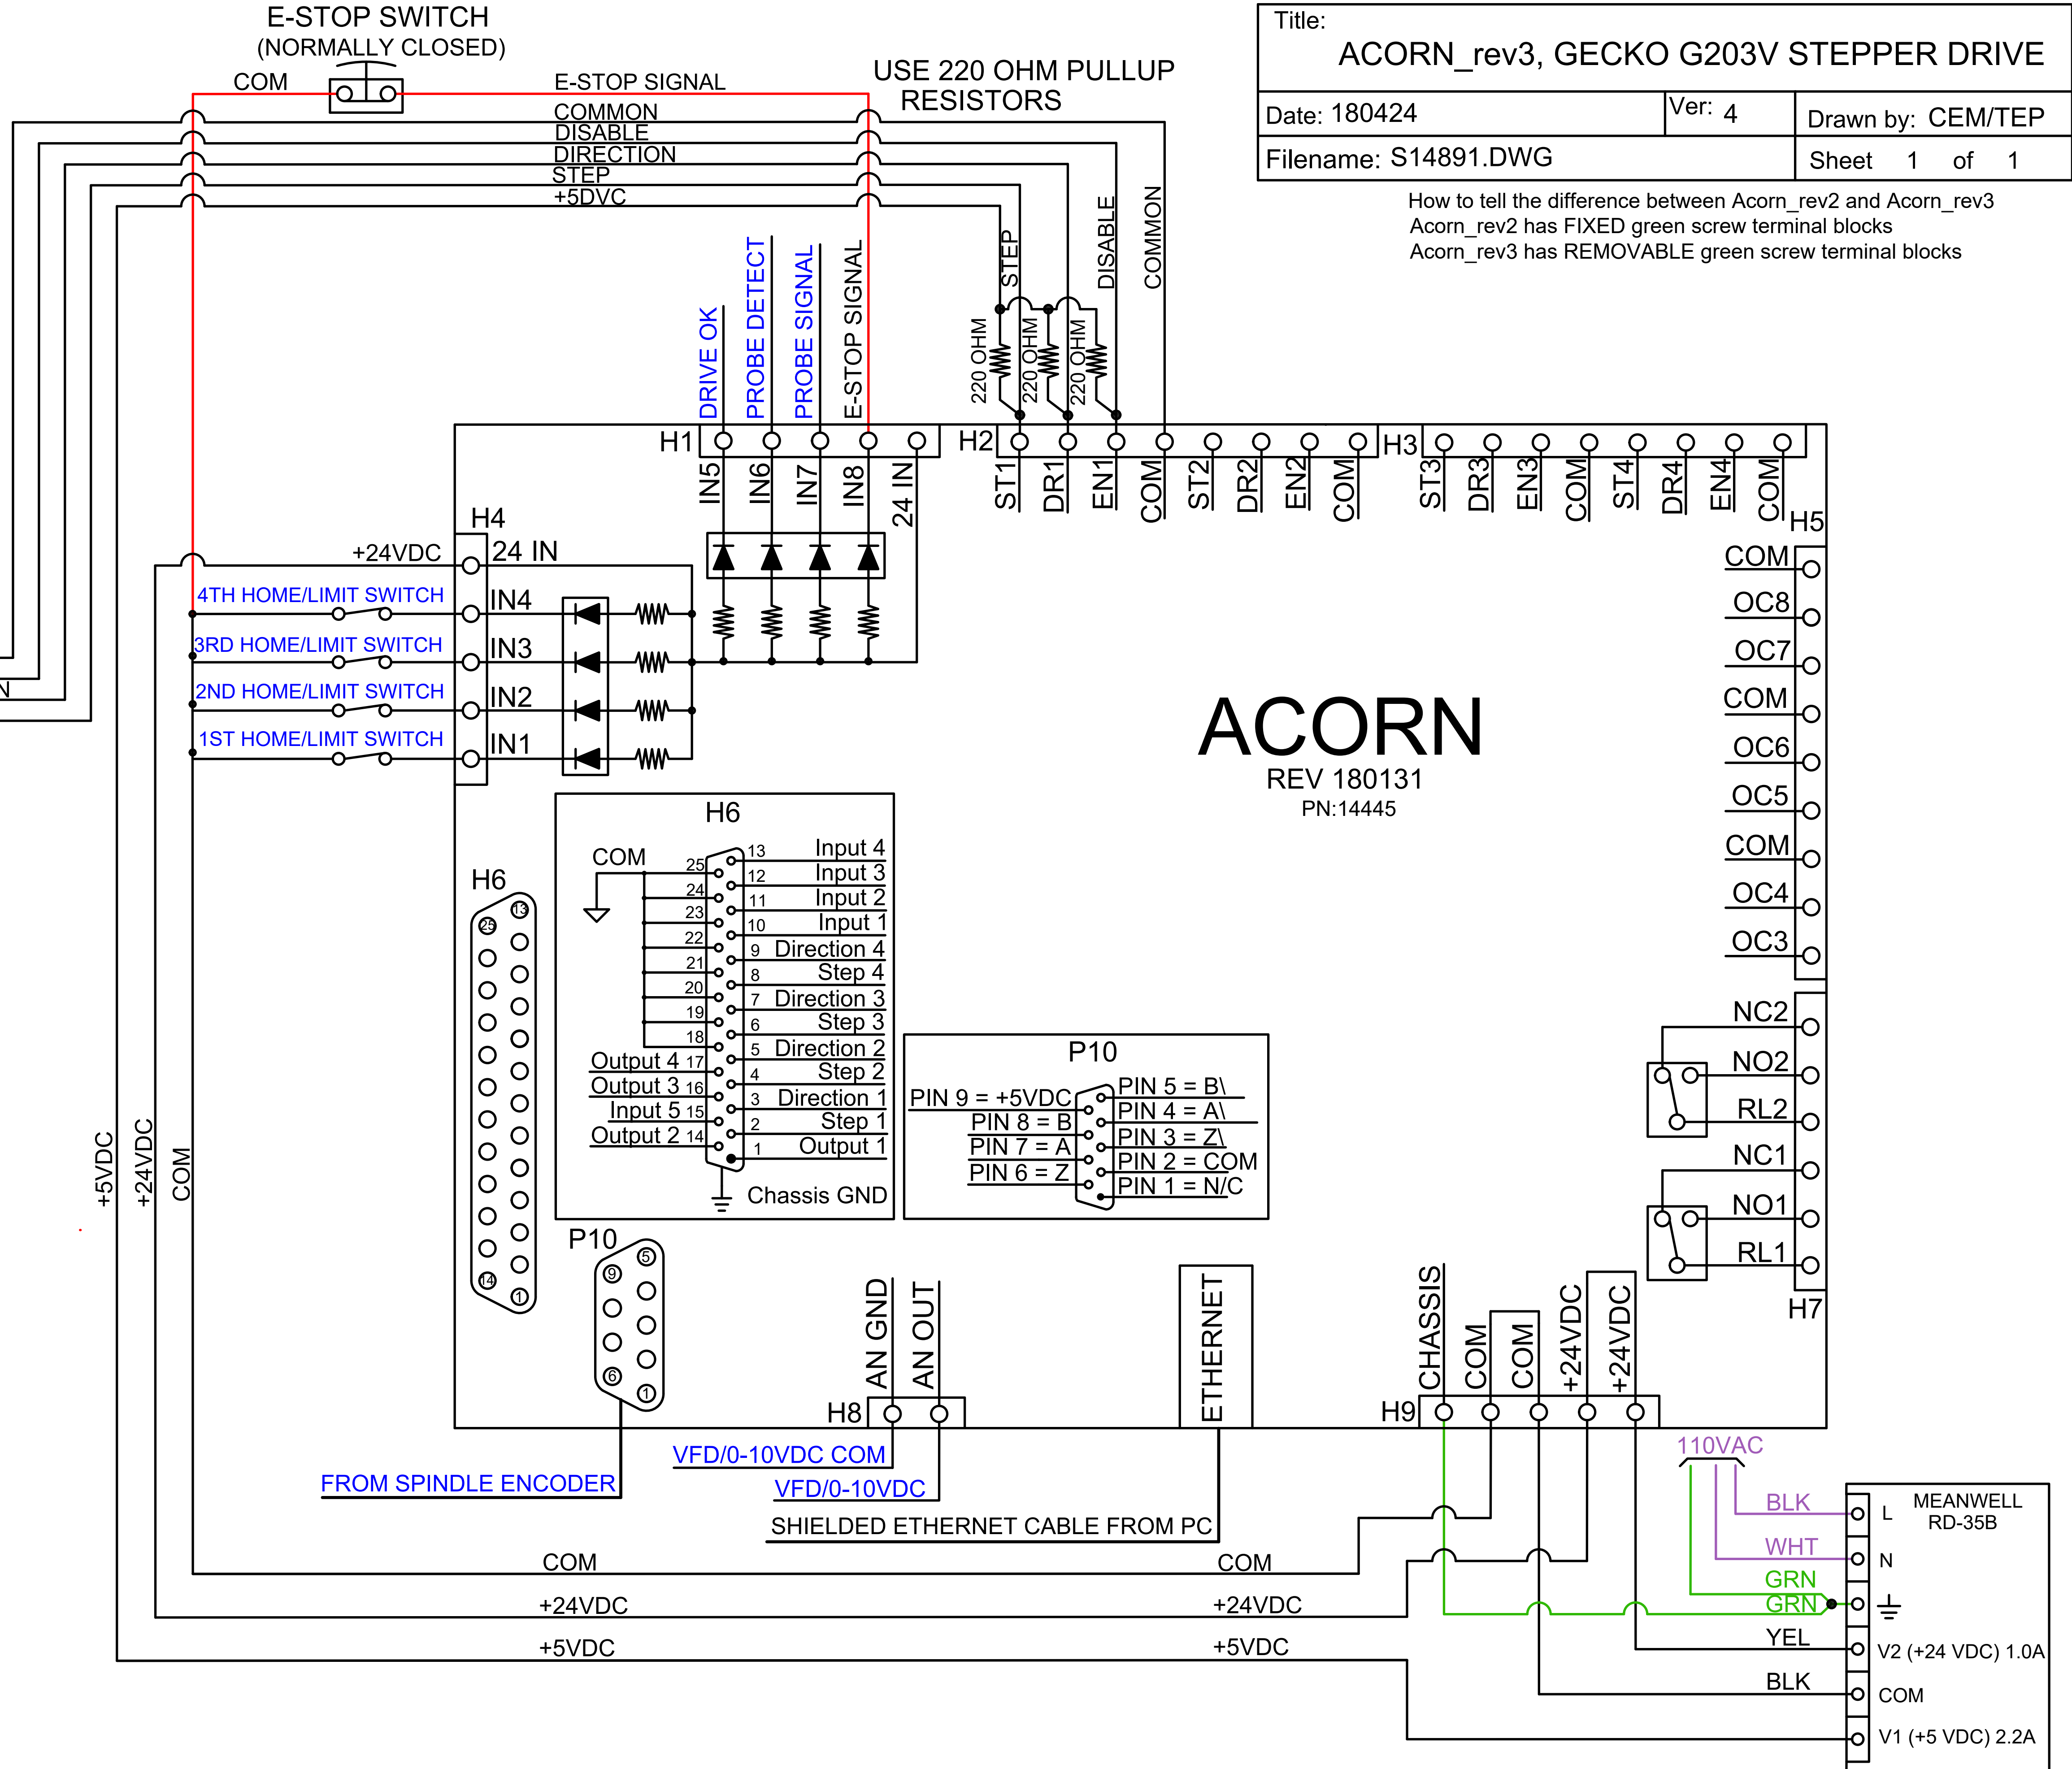 E-STOP SWITCH
(NORMALLY CLOSED)
COM
E-STOP SIGNAL
COMMON
DISABLE
DIRECTION
STEP
+5DVC
USE 220 OHM PULLUP
RESISTORS
Title:
ACORN_rev3, GECKO G203V STEPPER DRIVE
Date: 180424
Ver: 4
Drawn by: CEM/TEP
Filename: S14891.DWG
Sheet 1 of 1
How to tell the difference between Acorn_rev2 and Acorn_rev3
Acorn_rev2 has FIXED green screw terminal blocks
Acorn_rev3 has REMOVABLE green screw terminal blocks
DRIVE OK
PROBE DETECT
PROBE SIGNAL
E-STOP SIGNAL
STEP
DISABLE
COMMON
220 OHM
220 OHM
220 OHM
H1
IN5
IN6
IN7
IN8
24 IN
H2
ST1
DR1
EN1
COM
ST2
DR2
EN2
COM
H3
ST3
DR3
EN3
COM
ST4
DR4
EN4
COM
H4
+24VDC
24 IN
4TH HOME/LIMIT SWITCH
IN4
3RD HOME/LIMIT SWITCH
IN3
2ND HOME/LIMIT SWITCH
IN2
1ST HOME/LIMIT SWITCH
IN1
N
ACORN
REV 180131
PN:14445
H5
COM
OC8
OC7
COM
OC6
OC5
COM
OC4
OC3
NC2
NO2
RL2
NC1
NO1
RL1
H7
H6
25
13
14
1
H6
COM
25
24
23
22
21
20
19
18
Output 4 17
Output 3 16
Input 5 15
Output 2 14
13 Input 4
12 Input 3
11 Input 2
10 Input 1
9 Direction 4
8 Step 4
7 Direction 3
6 Step 3
5 Direction 2
4 Step 2
3 Direction 1
2 Step 1
1 Output 1
Chassis GND
P10
PIN 9 = +5VDC
PIN 8 = B
PIN 7 = A
PIN 6 = Z
PIN 5 = B\
PIN 4 = A\
PIN 3 = Z\
PIN 2 = COM
PIN 1 = N/C
P10
5
9
6
1
+5VDC
+24VDC
COM
FROM SPINDLE ENCODER
AN GND
AN OUT
H8
VFD/0-10VDC COM
VFD/0-10VDC
ETHERNET
SHIELDED ETHERNET CABLE FROM PC
CHASSIS
COM
COM
+24VDC
+24VDC
H9
COM
COM
+24VDC
+24VDC
+5VDC
+5VDC
110VAC
MEANWELL
RD-35B
BLK
L
WHT
N
GRN
GRN
YEL
V2 (+24 VDC) 1.0A
BLK
COM
V1 (+5 VDC) 2.2A